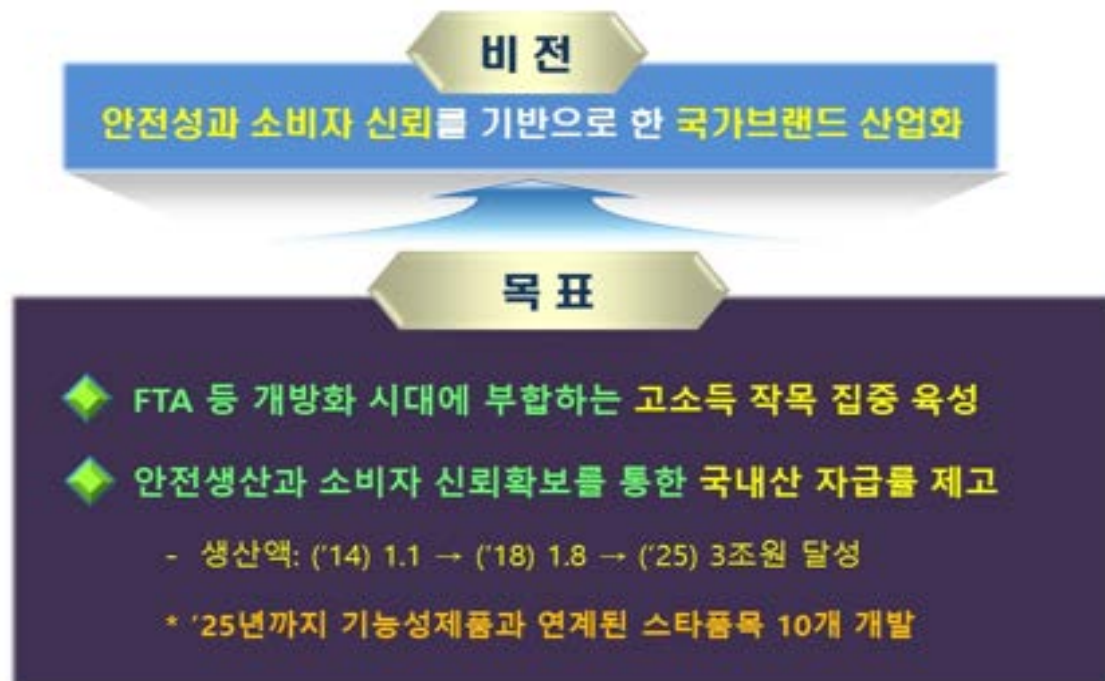 비 전
안전성과 소비자 신뢰를 기반으로 한 국가브랜드 산업화
목 표
FTA 등 개방화 시대에 부합하는 고소득 작목 집중 육성
안전생산과 소비자 신뢰확보를 통한 국내산 자급률 제고
- 생산액: ('14) 1.1 → ('18) 1.8 → ('25) 3조원 달성
* '25년까지 기능성제품과 연계된 스타품목 10개 개발